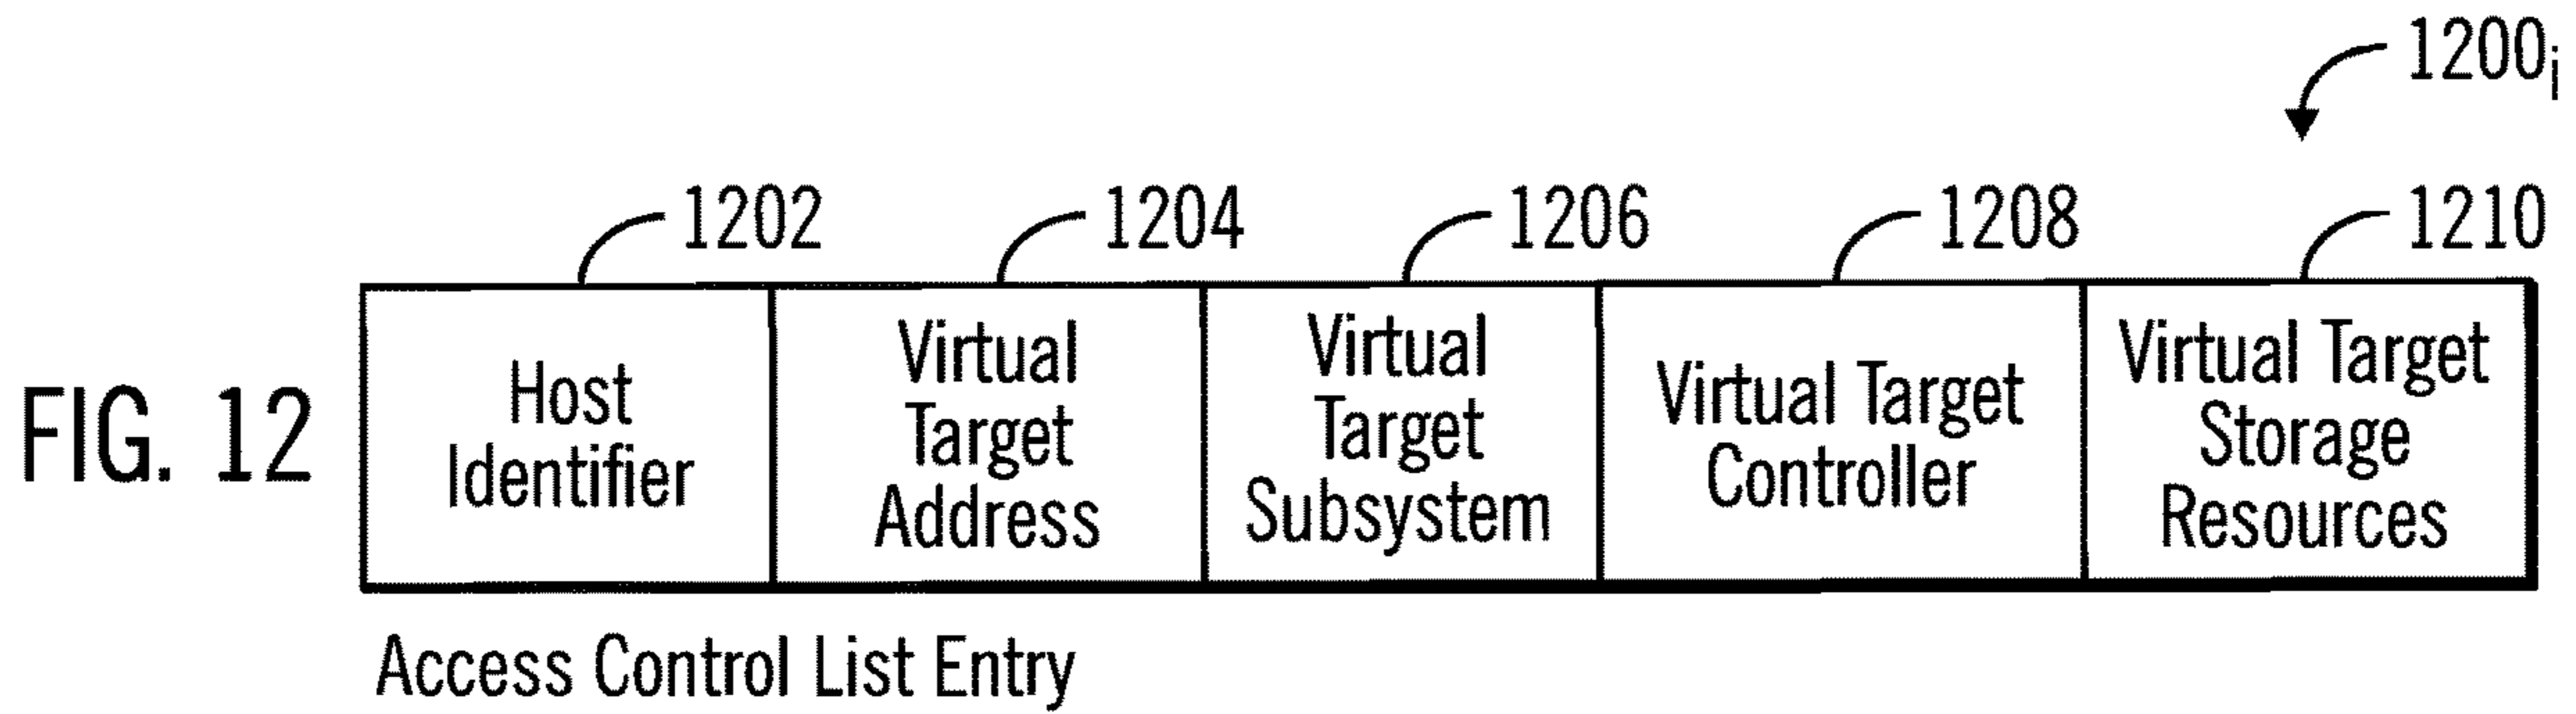 1200i
1202
1204
1206
1208
1210
FIG. 12
Host
Identifier
Virtual
Target
Address
Virtual
Target
Subsystem
Virtual Target
Controller
Virtual Target
Storage
Resources
Access Control List Entry